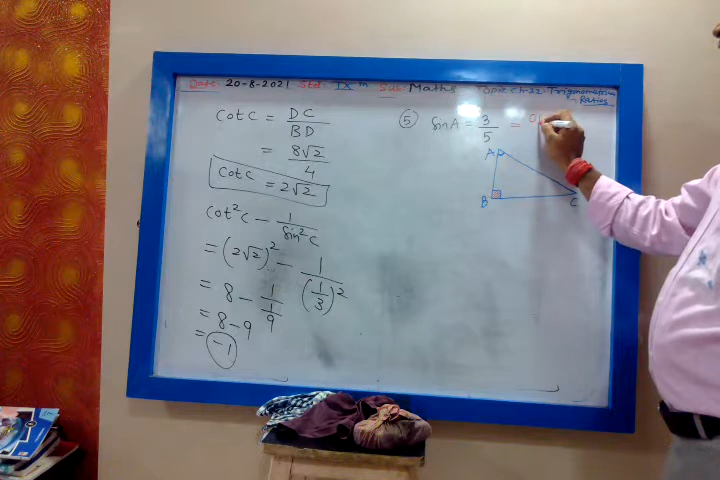 Date: 20-8-2021 Std: IX th Sub: Maths Topic Ch:22: Trigonometric Ratios
cot C = DC / BD
= 8√2 / 4
cot C = 2√2
cot²C − 1 / sin²C
= (2√2)² − 1 / (1/3)²
= 8 − 1 / 1/9
= 8 − 9
= −1
⑤ sin A = 3/5 =
A
B
C